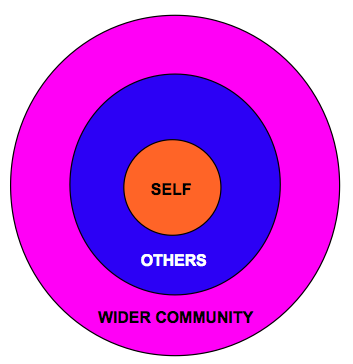 SELF
OTHERS
WIDER COMMUNITY